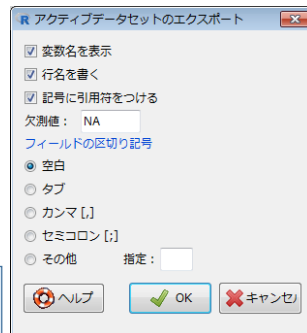 R アクティブデータセットのエクスポート
変数名を表示
行名を書く
記号に引用符をつける
欠測値： NA
フィールドの区切り記号
空白
タブ
カンマ [,]
セミコロン [;]
その他 指定：
ヘルプ OK キャンセル